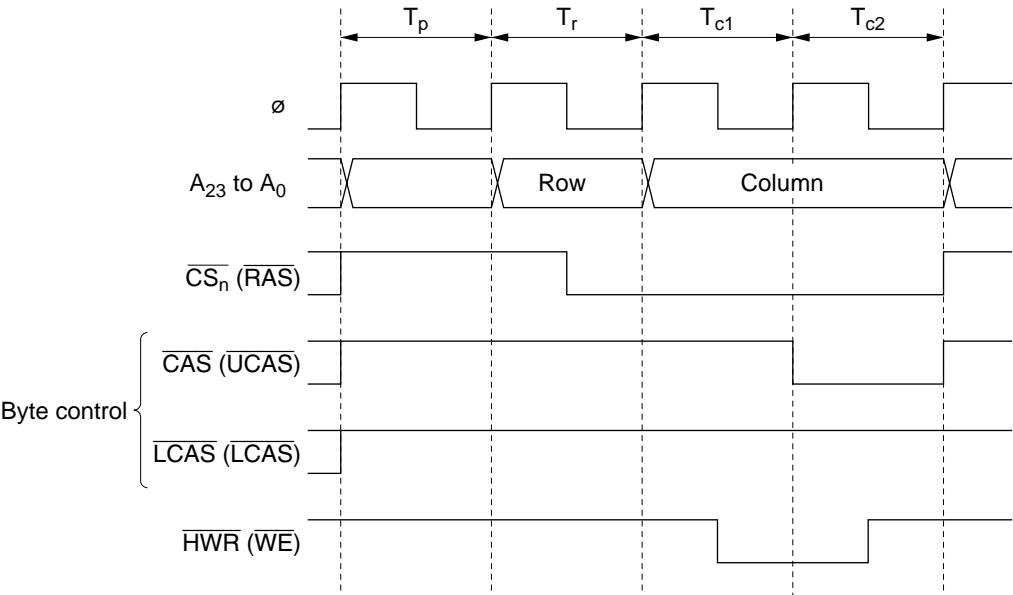 Tp Tr Tc1 Tc2
ø
A23 to A0 Row Column
CSn (RAS)
CAS (UCAS)
Byte control
LCAS (LCAS)
HWR (WE)